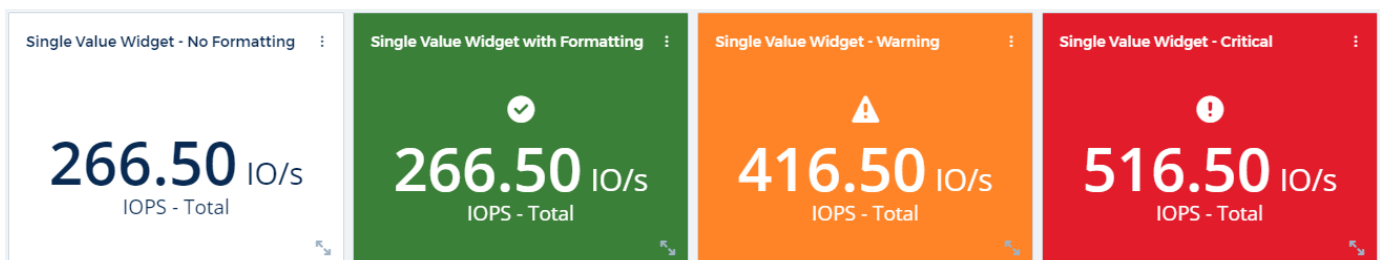 Single Value Widget - No Formatting
266.50 IO/s
IOPS - Total
Single Value Widget with Formatting
266.50 IO/s
IOPS - Total
Single Value Widget - Warning
416.50 IO/s
IOPS - Total
Single Value Widget - Critical
516.50 IO/s
IOPS - Total